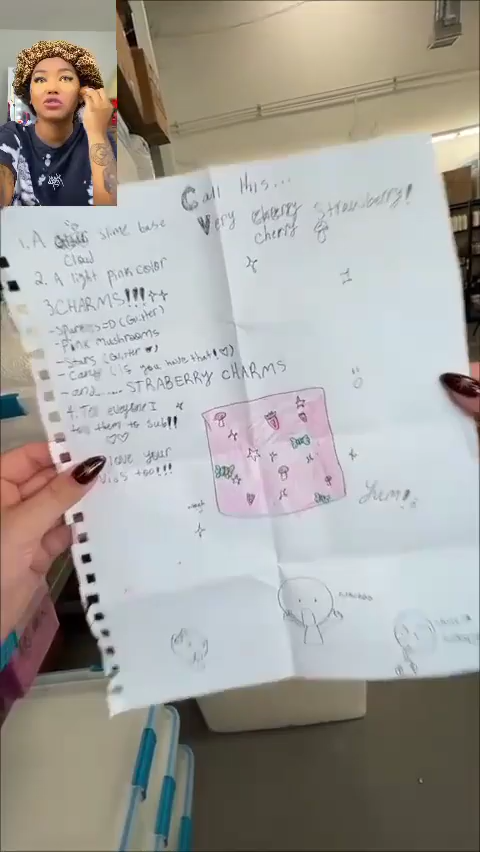 Call this...
Very cherry Strawberry!
cherry
1. A slime base
cloud
2. A light pink color
3 CHARMS!!!
- Sparkles =D (Glitter)
- Pink mushrooms
- Stars (Glitter)
- Candy (Is you have that! ♡)
- and..... STRABERRY CHARMS
4. Tell everyone I
told them to sub!!
♡♡
I love your
vids too!!!
Yum!!